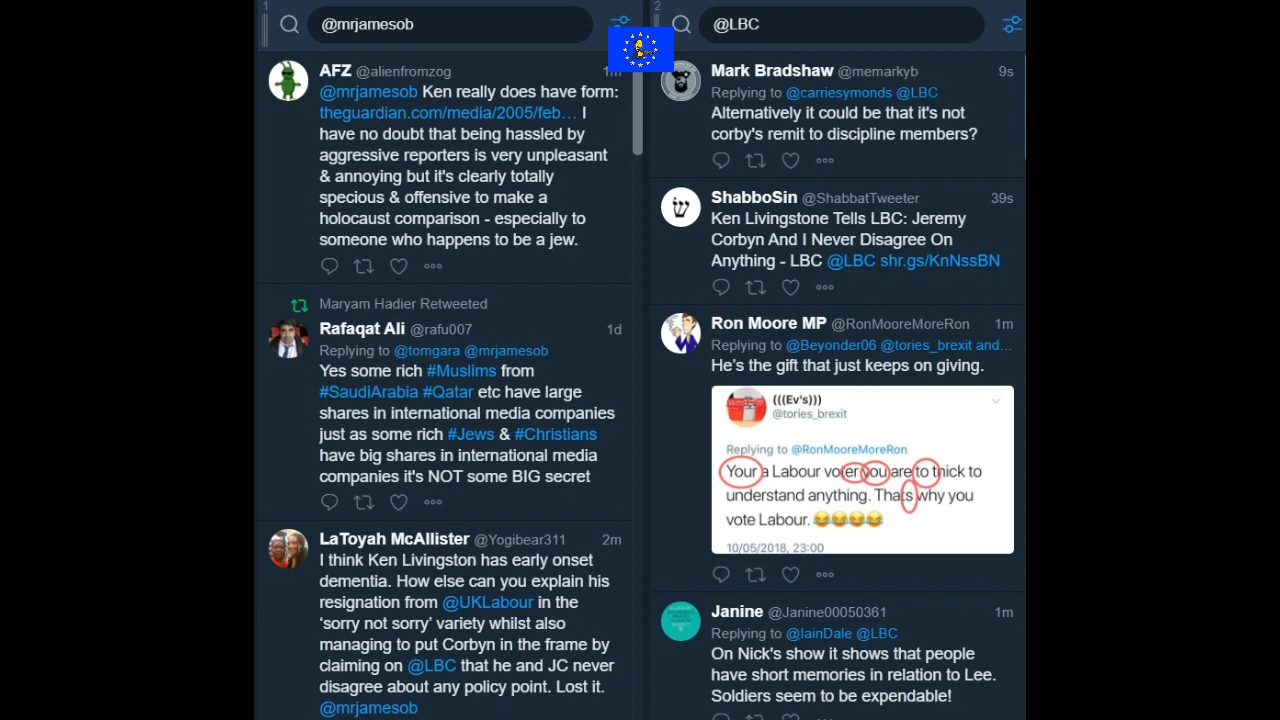 1
@mrjamesob
AFZ @alienfromzog
@mrjamesob Ken really does have form:
theguardian.com/media/2005/feb… I
have no doubt that being hassled by
aggressive reporters is very unpleasant
& annoying but it's clearly totally
specious & offensive to make a
holocaust comparison - especially to
someone who happens to be a jew.
Maryam Hadier Retweeted
Rafaqat Ali @rafu007 1d
Replying to @tomgara @mrjamesob
Yes some rich #Muslims from
#SaudiArabia #Qatar etc have large
shares in international media companies
just as some rich #Jews & #Christians
have big shares in international media
companies it's NOT some BIG secret
LaToyah McAllister @Yogibear311 2m
I think Ken Livingston has early onset
dementia. How else can you explain his
resignation from @UKLabour in the
‘sorry not sorry’ variety whilst also
managing to put Corbyn in the frame by
claiming on @LBC that he and JC never
disagree about any policy point. Lost it.
@mrjamesob
2
@LBC
Mark Bradshaw @memarkyb 9s
Replying to @carriesymonds @LBC
Alternatively it could be that it's not
corby's remit to discipline members?
ש
ShabboSin @ShabbatTweeter 39s
Ken Livingstone Tells LBC: Jeremy
Corbyn And I Never Disagree On
Anything - LBC @LBC shr.gs/KnNssBN
Ron Moore MP @RonMooreMoreRon 1m
Replying to @Beyonder06 @tories_brexit and…
He's the gift that just keeps on giving.
(((Ev's)))
@tories_brexit
Replying to @RonMooreMoreRon
Your a Labour voter you are to thick to
understand anything. Thats why you
vote Labour. 😂😂😂😂
10/05/2018, 23:00
Janine @Janine00050361 1m
Replying to @IainDale @LBC
On Nick's show it shows that people
have short memories in relation to Lee.
Soldiers seem to be expendable!